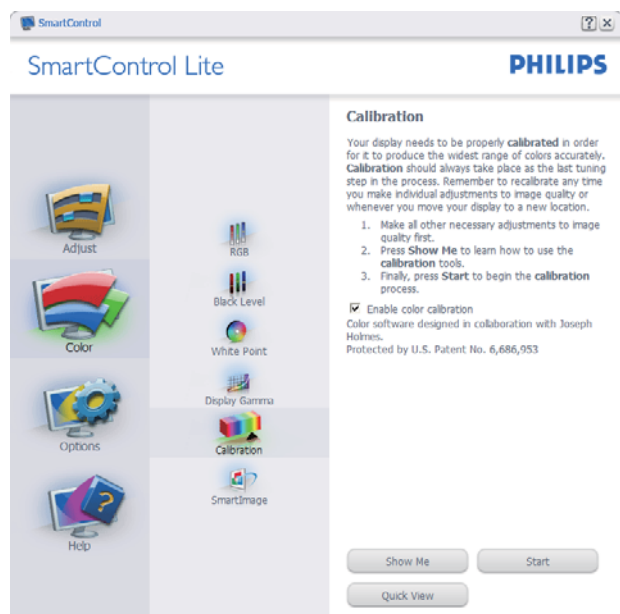 SmartControl
SmartControl Lite
PHILIPS
Adjust
Color
Options
Help
RGB
Black Level
White Point
Display Gamma
Calibration
SmartImage
Calibration
Your display needs to be properly calibrated in order
for it to produce the widest range of colors accurately.
Calibration should always take place as the last tuning
step in the process. Remember to recalibrate any time
you make individual adjustments to image quality or
whenever you move your display to a new location.
1. Make all other necessary adjustments to image
quality first.
2. Press Show Me to learn how to use the
calibration tools.
3. Finally, press Start to begin the calibration
process.
Enable color calibration
Color software designed in collaboration with Joseph
Holmes.
Protected by U.S. Patent No. 6,686,953
Show Me
Start
Quick View